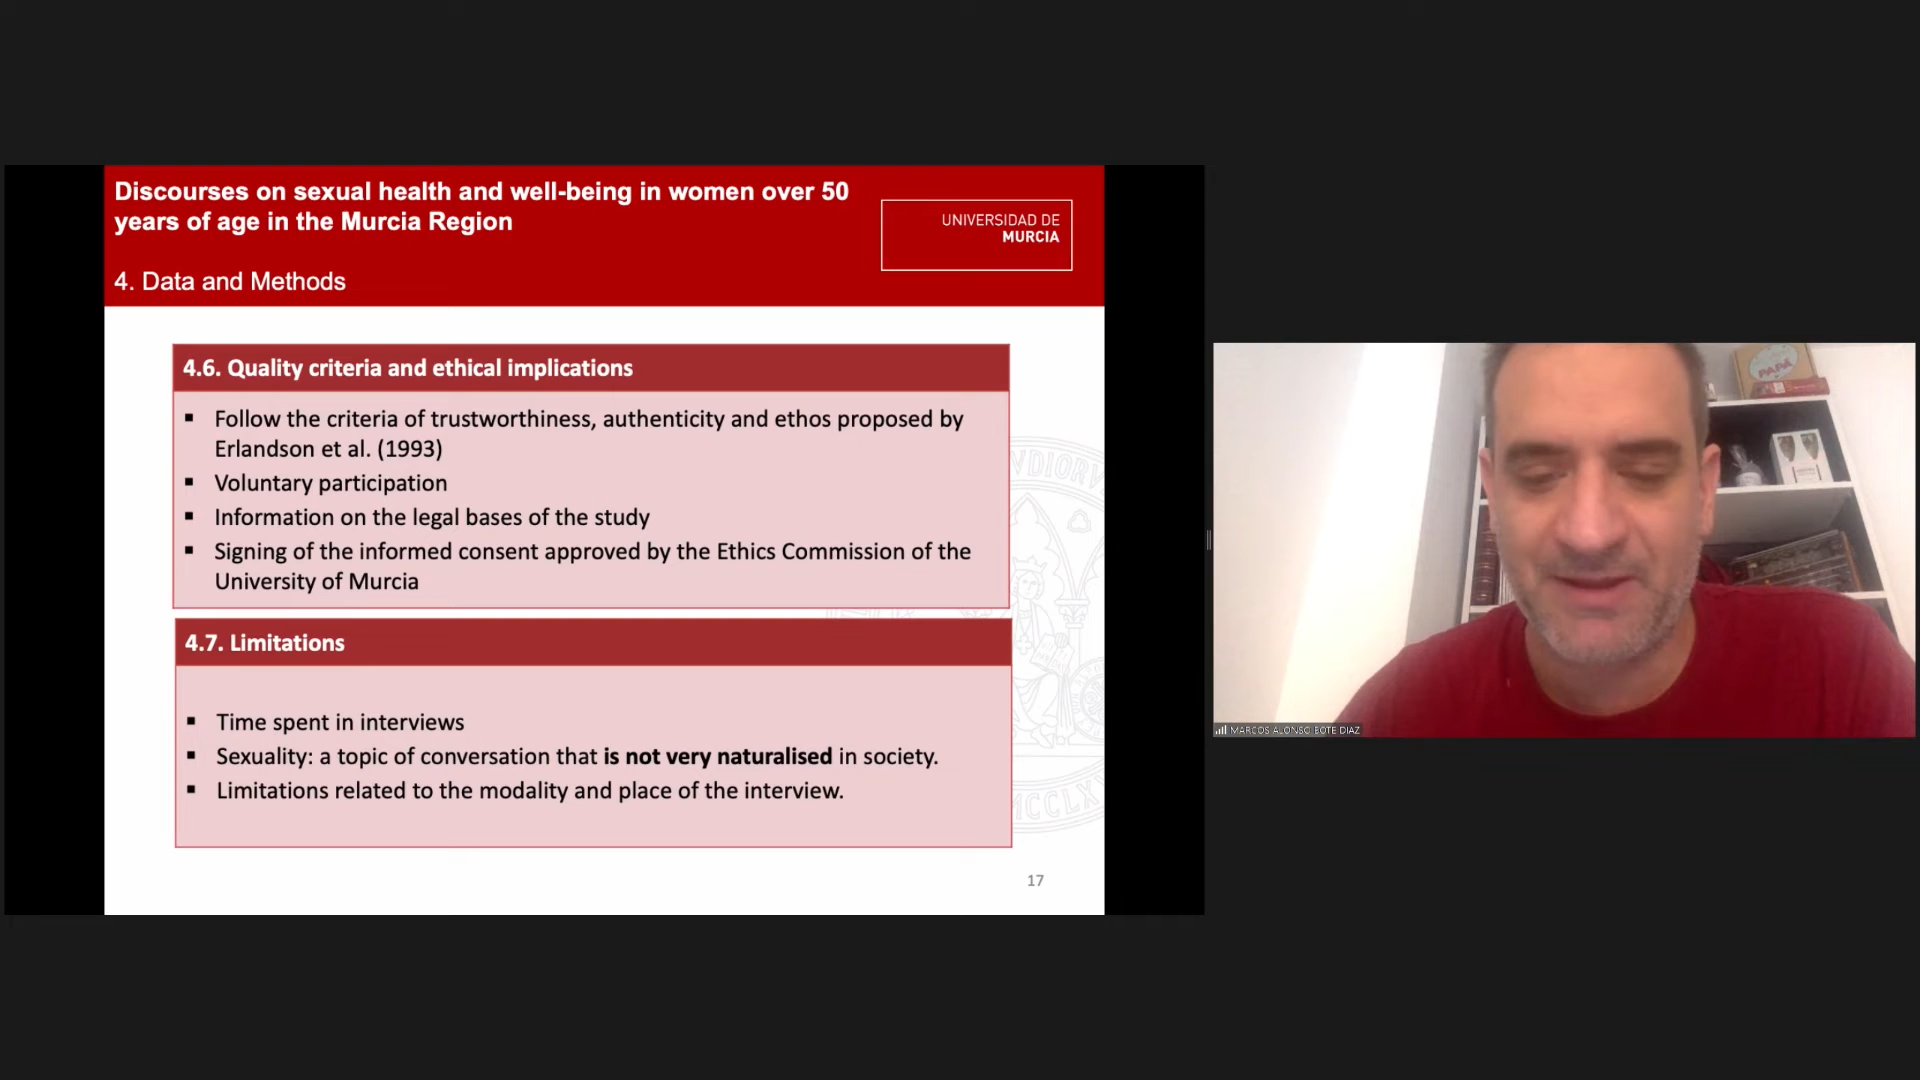 Discourses on sexual health and well-being in women over 50
years of age in the Murcia Region
UNIVERSIDAD DE
MURCIA
4. Data and Methods
4.6. Quality criteria and ethical implications
▪ Follow the criteria of trustworthiness, authenticity and ethos proposed by
Erlandson et al. (1993)
▪ Voluntary participation
▪ Information on the legal bases of the study
▪ Signing of the informed consent approved by the Ethics Commission of the
University of Murcia
4.7. Limitations
▪ Time spent in interviews
▪ Sexuality: a topic of conversation that is not very naturalised in society.
▪ Limitations related to the modality and place of the interview.
17
PAPÁ
MARCOS ALONSO BOTE DIAZ